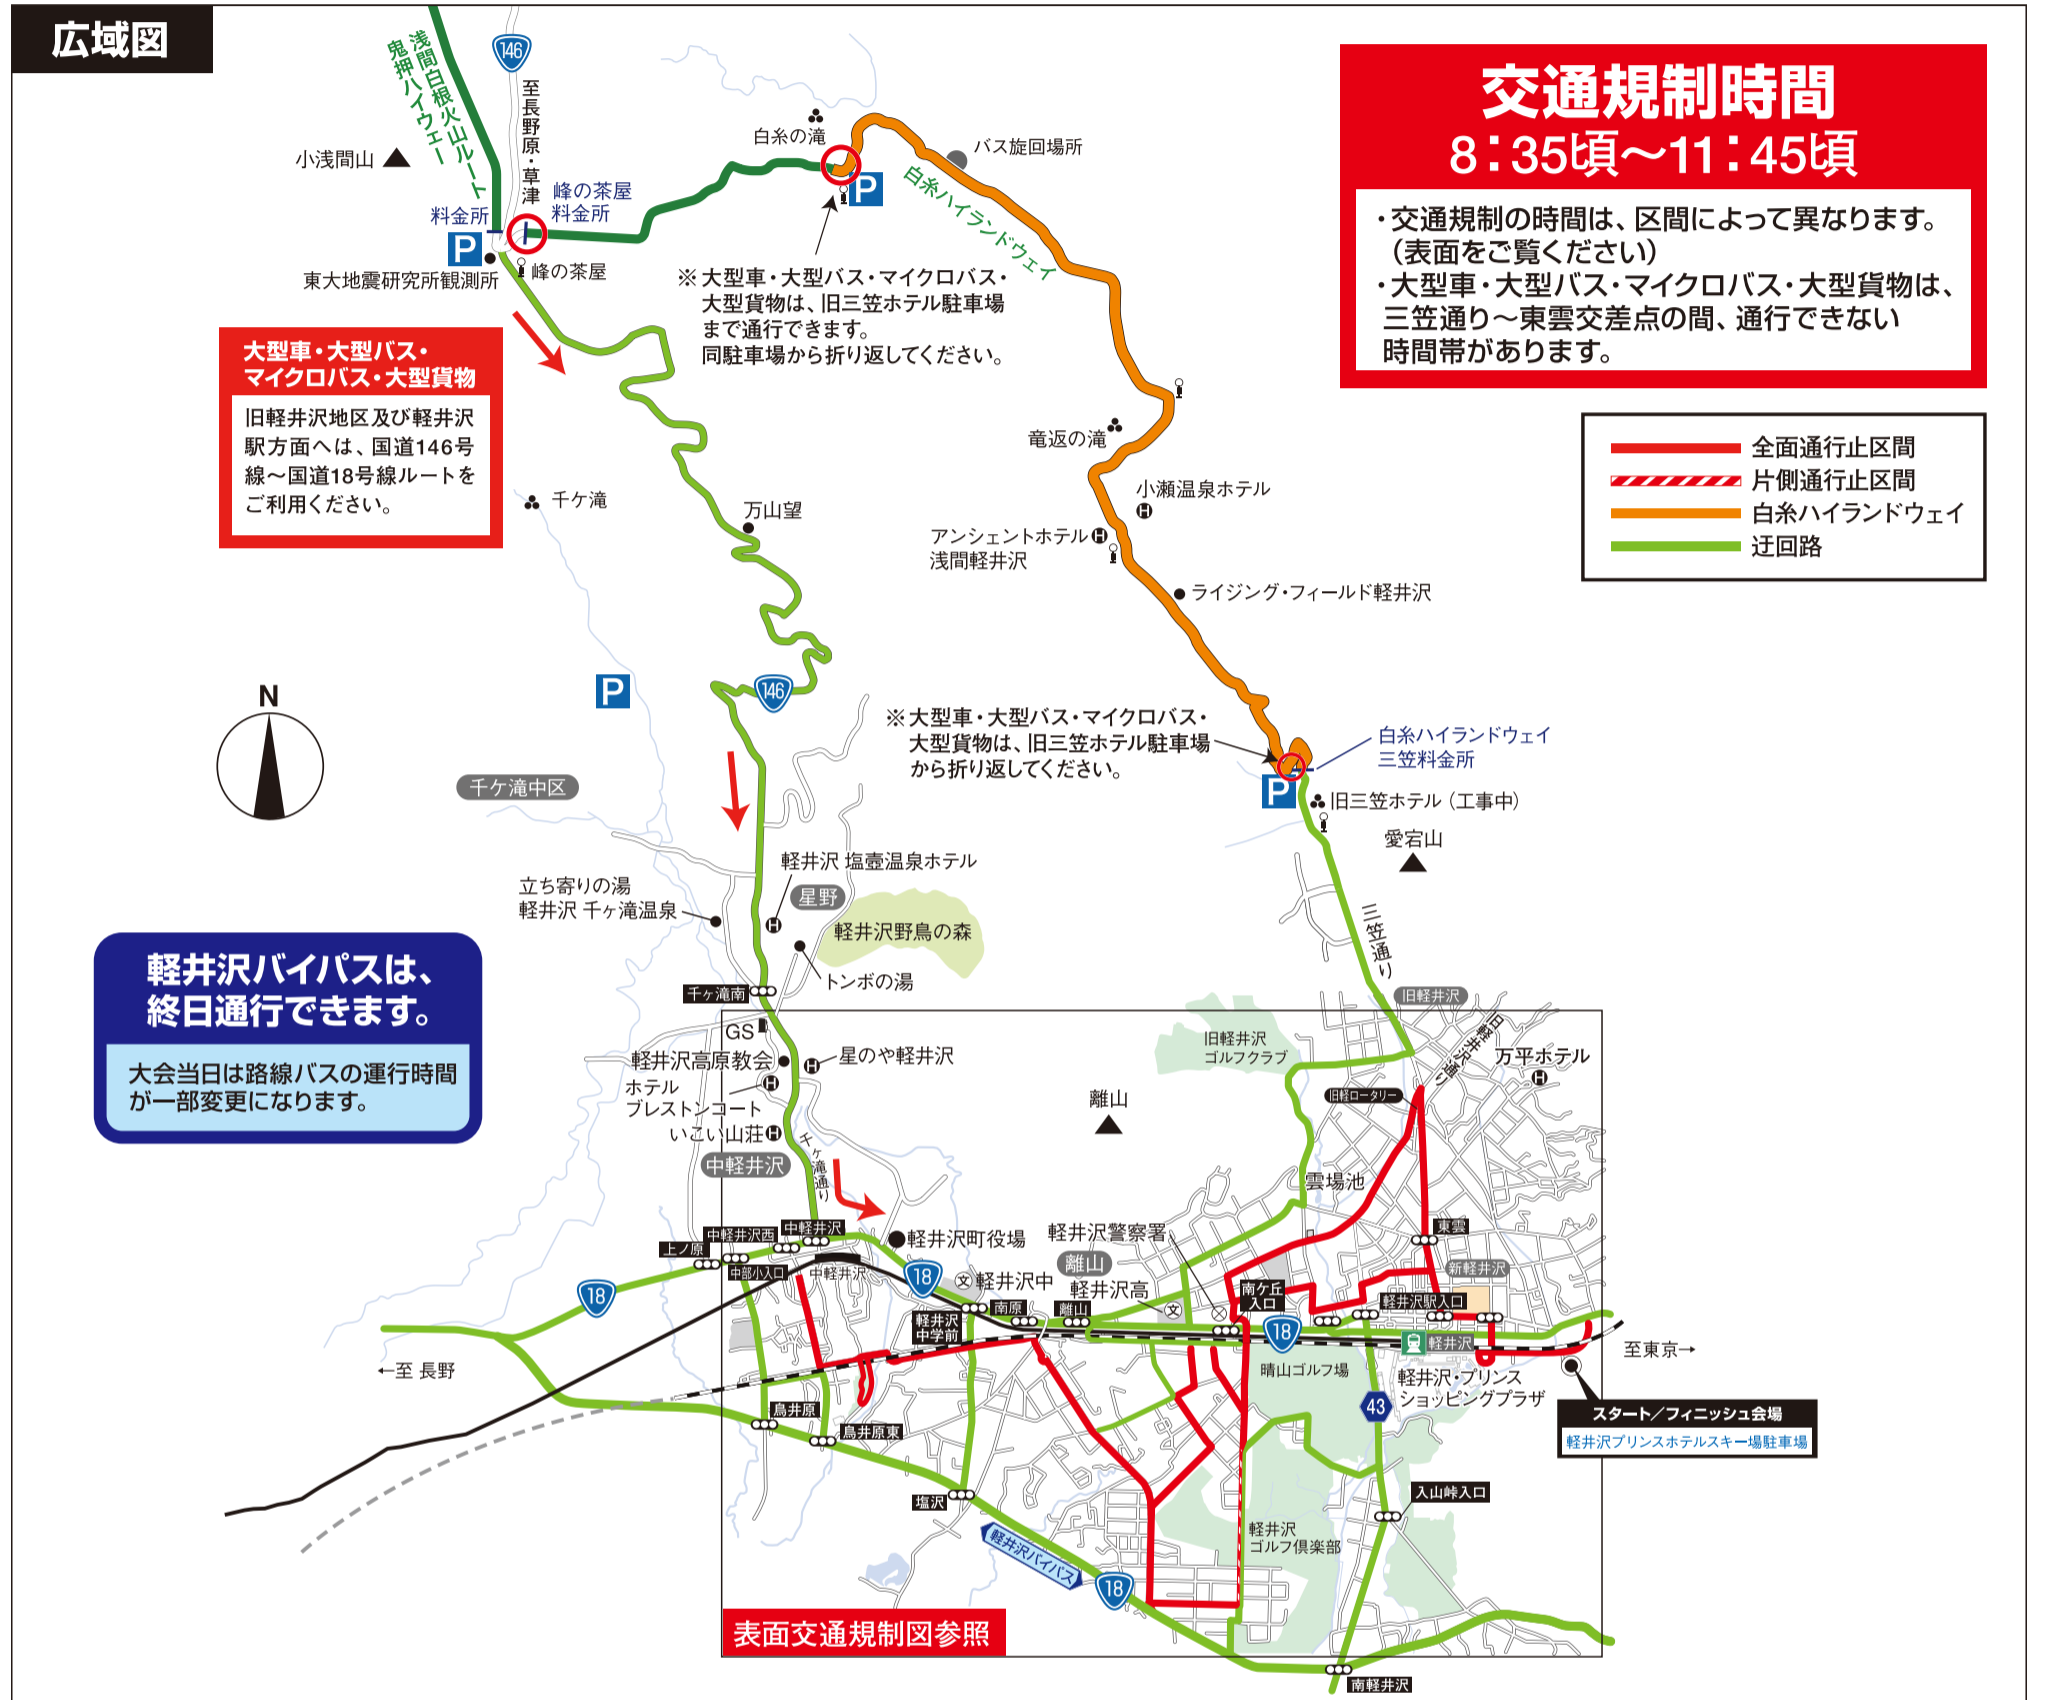 広域図
浅間白根火山ルート
鬼押ハイウェー
146
至長野原・草津
小浅間山
料金所
P
峰の茶屋
料金所
峰の茶屋
東大地震研究所観測所
白糸の滝
P
バス旋回場所
白糸ハイランドウェイ
※大型車・大型バス・マイクロバス・
大型貨物は、旧三笠ホテル駐車場
まで通行できます。
同駐車場から折り返してください。
交通規制時間
8：35頃～11：45頃
・交通規制の時間は、区間によって異なります。
（表面をご覧ください）
・大型車・大型バス・マイクロバス・大型貨物は、
三笠通り～東雲交差点の間、通行できない
時間帯があります。
全面通行止区間
片側通行止区間
白糸ハイランドウェイ
迂回路
大型車・大型バス・
マイクロバス・大型貨物
旧軽井沢地区及び軽井沢
駅方面へは、国道146号
線～国道18号線ルートを
ご利用ください。
千ケ滝
万山望
竜返の滝
小瀬温泉ホテル
H
アンシェントホテル
浅間軽井沢
H
ライジング・フィールド軽井沢
P
146
N
※大型車・大型バス・マイクロバス・
大型貨物は、旧三笠ホテル駐車場
から折り返してください。
白糸ハイランドウェイ
三笠料金所
P
旧三笠ホテル（工事中）
愛宕山
三笠通り
千ケ滝中区
軽井沢 塩壺温泉ホテル
H
立ち寄りの湯
軽井沢 千ヶ滝温泉
星野
軽井沢野鳥の森
トンボの湯
千ヶ滝南
軽井沢バイパスは、
終日通行できます。
大会当日は路線バスの運行時間
が一部変更になります。
GS
軽井沢高原教会
星のや軽井沢
H
ホテル
ブレストンコート
H
いこい山荘
H
中軽井沢
千ヶ滝通り
旧軽井沢
旧軽井沢
ゴルフクラブ
旧軽井沢通り
万平ホテル
H
旧軽ロータリー
離山
雲場池
中軽井沢西
中軽井沢
上ノ原
中部小入口
中軽井沢
軽井沢町役場
18
18
文
軽井沢中
軽井沢
中学前
南原
離山
離山
軽井沢警察署
軽井沢高
文
南ケ丘
入口
東雲
新軽井沢
軽井沢駅入口
18
軽井沢
至東京→
←至 長野
晴山ゴルフ場
軽井沢・プリンス
ショッピングプラザ
43
スタート／フィニッシュ会場
軽井沢プリンスホテルスキー場駐車場
鳥井原
鳥井原東
塩沢
入山峠入口
軽井沢
ゴルフ倶楽部
軽井沢バイパス
18
表面交通規制図参照
南軽井沢